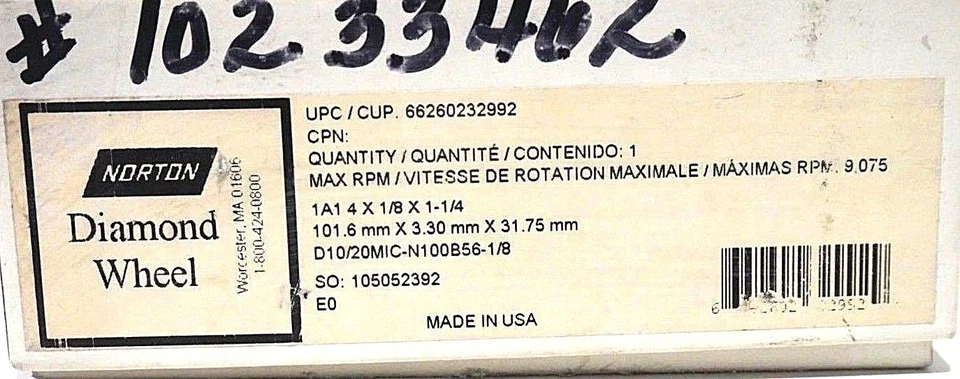 # 10233462
NORTON
Diamond
Wheel
Worcester, MA 01606
1-800-424-0800
UPC / CUP. 66260232992
CPN:
QUANTITY / QUANTITÉ / CONTENIDO: 1
MAX RPM / VITESSE DE ROTATION MAXIMALE / MÁXIMAS RPM. 9,075
1A1 4 X 1/8 X 1-1/4
101.6 mm X 3.30 mm X 31.75 mm
D10/20MIC-N100B56-1/8
SO: 105052392
E0
MADE IN USA
6